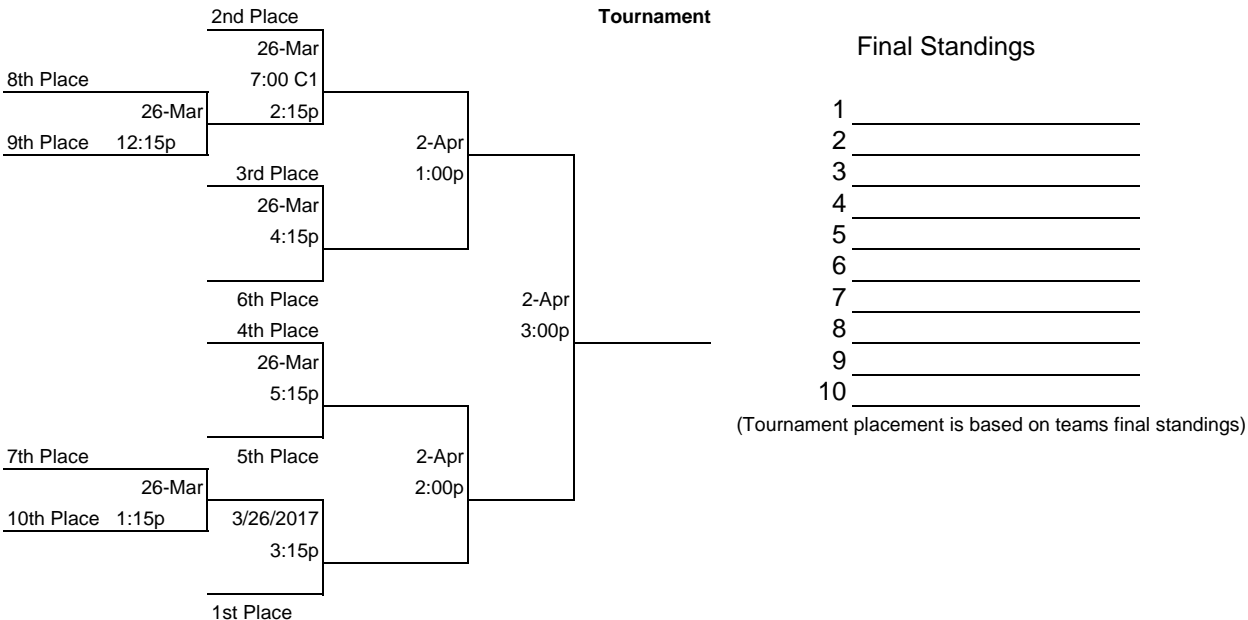 2nd Place
Tournament
26-Mar
Final Standings
8th Place
7:00 C1
26-Mar
2:15p
1
9th Place 12:15p
2-Apr
2
3rd Place
1:00p
3
26-Mar
4
4:15p
5
6
6th Place
2-Apr
7
4th Place
3:00p
8
26-Mar
9
5:15p
10
(Tournament placement is based on teams final standings)
7th Place
5th Place
2-Apr
26-Mar
2:00p
10th Place 1:15p
3/26/2017
3:15p
1st Place